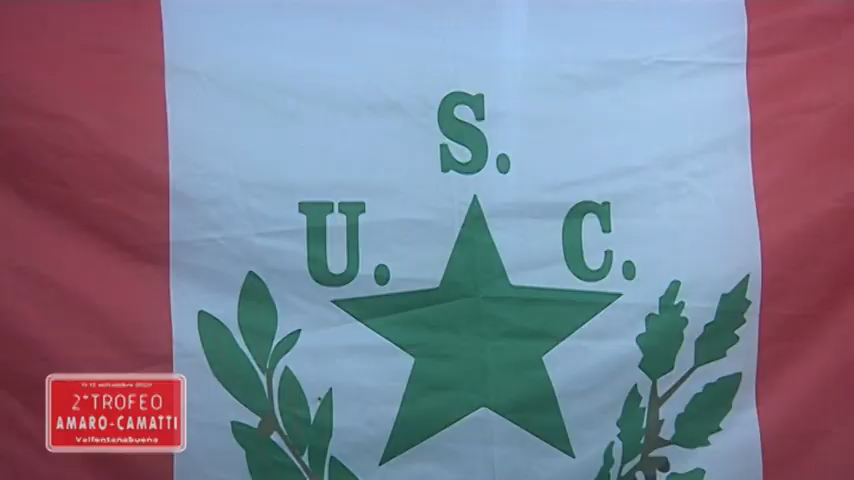 U. S. C.
2° TROFEO
AMARO-CAMATTI
Valfontanabuona